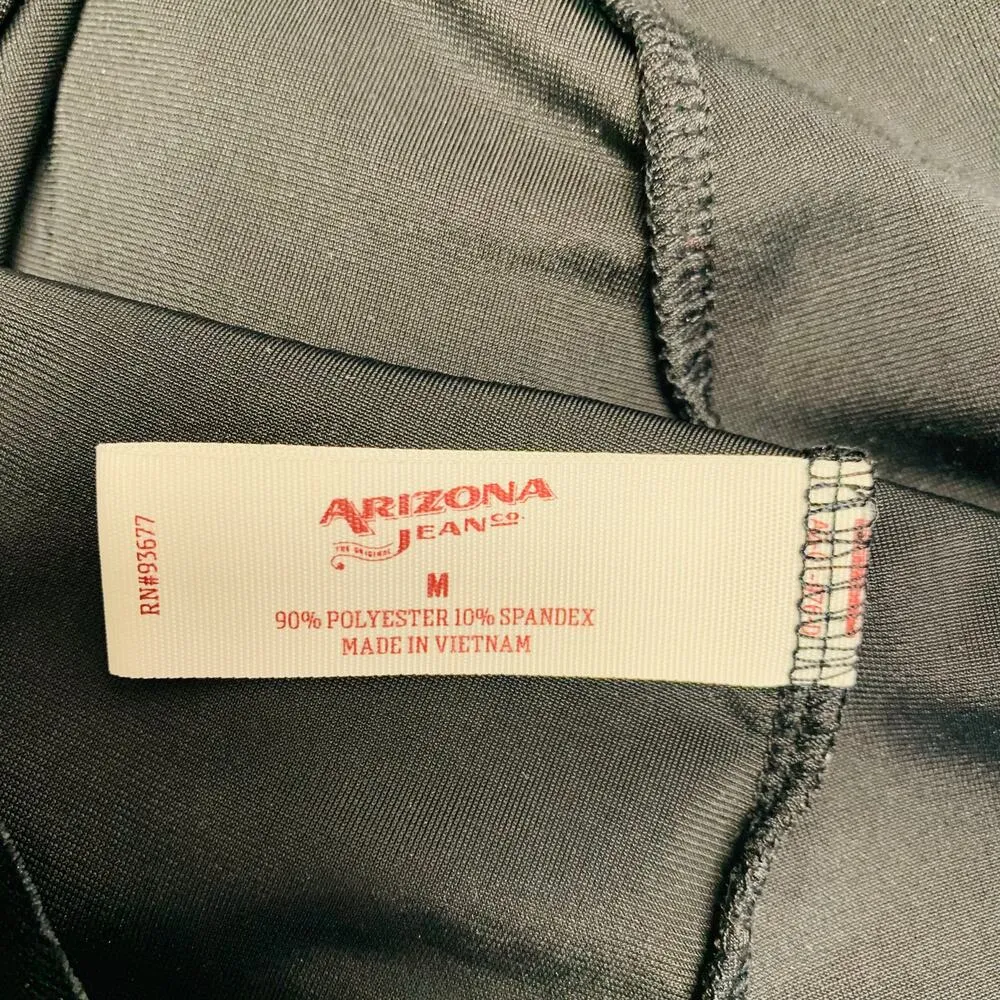 ARIZONA
JEAN CO.
THE ORIGINAL
M
90% POLYESTER 10% SPANDEX
MADE IN VIETNAM
RN#93677